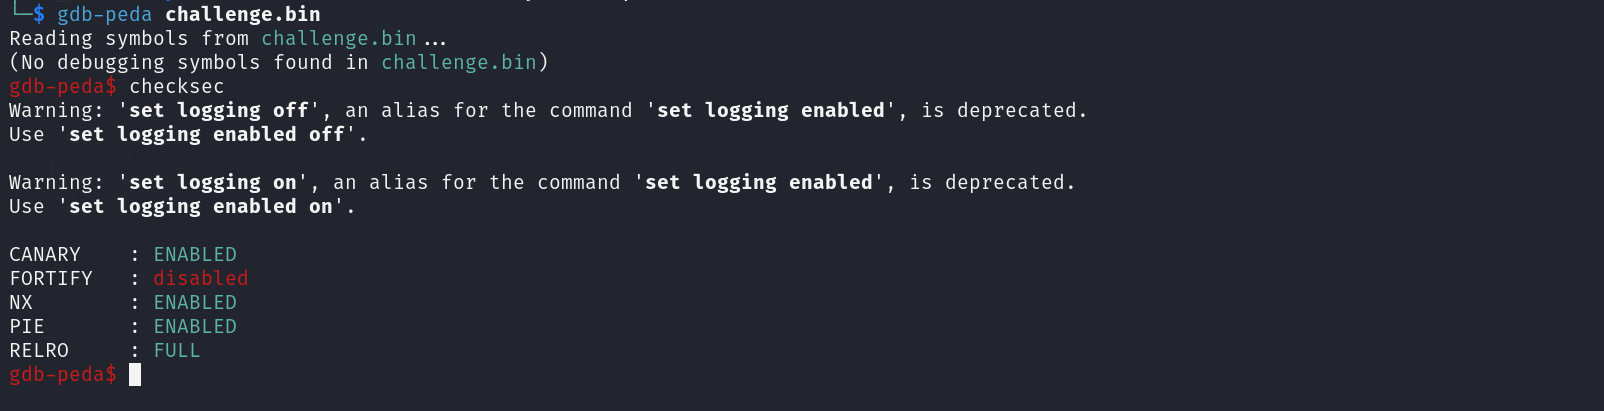 └─$ gdb-peda challenge.bin
Reading symbols from challenge.bin...
(No debugging symbols found in challenge.bin)
gdb-peda$ checksec
Warning: 'set logging off', an alias for the command 'set logging enabled', is deprecated.
Use 'set logging enabled off'.
Warning: 'set logging on', an alias for the command 'set logging enabled', is deprecated.
Use 'set logging enabled on'.
CANARY    : ENABLED
FORTIFY   : disabled
NX        : ENABLED
PIE       : ENABLED
RELRO     : FULL
gdb-peda$